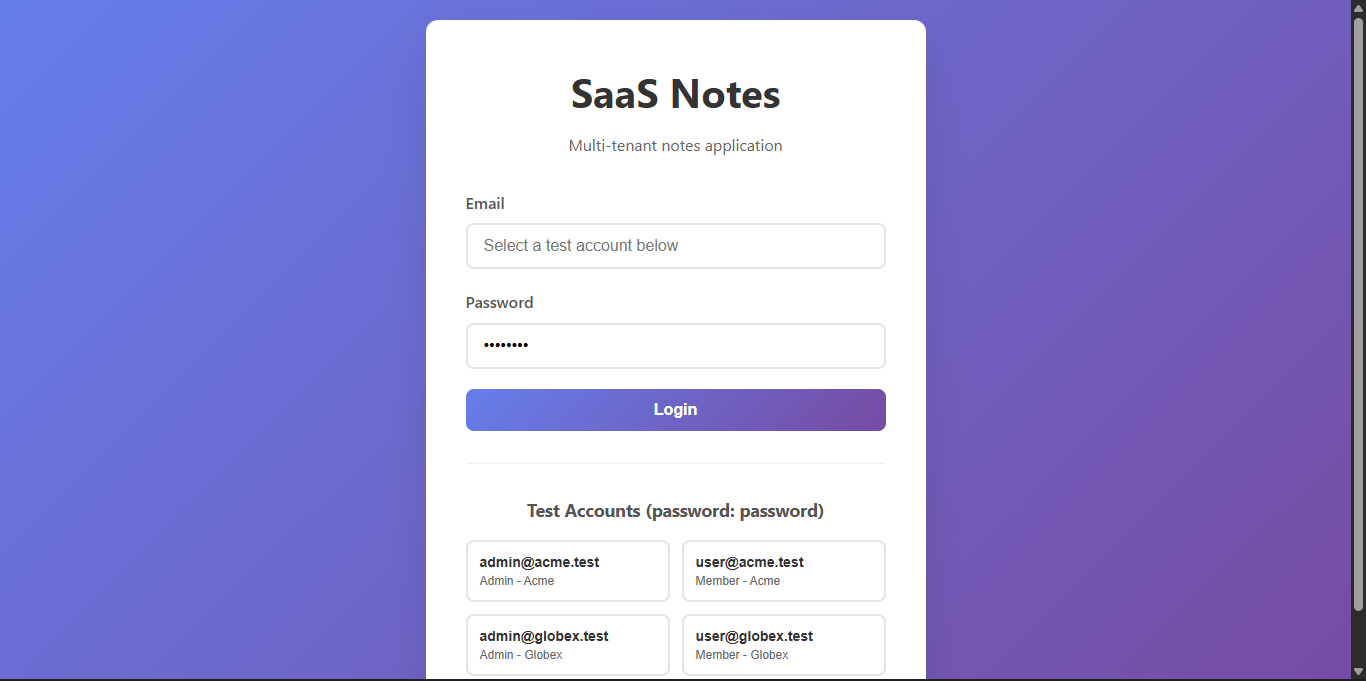 SaaS Notes
Multi-tenant notes application
Email
Select a test account below
Password
••••••••
Login
Test Accounts (password: password)
admin@acme.test
Admin - Acme
user@acme.test
Member - Acme
admin@globex.test
Admin - Globex
user@globex.test
Member - Globex